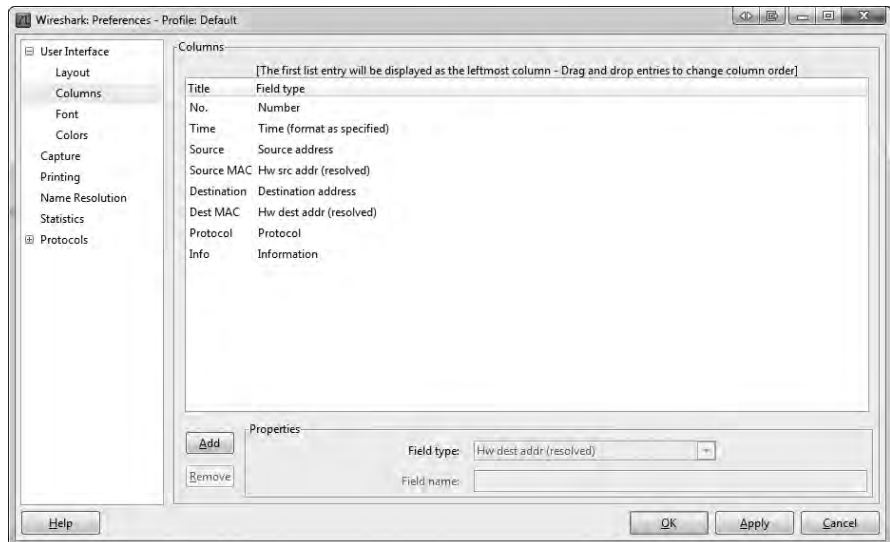 Wireshark: Preferences - Profile: Default
User Interface
Layout
Columns
Font
Colors
Capture
Printing
Name Resolution
Statistics
Protocols
Columns
[The first list entry will be displayed as the leftmost column - Drag and drop entries to change column order]
Title Field type
No. Number
Time Time (format as specified)
Source Source address
Source MAC Hw src addr (resolved)
Destination Destination address
Dest MAC Hw dest addr (resolved)
Protocol Protocol
Info Information
Add
Remove
Properties
Field type: Hw dest addr (resolved)
Field name:
Help
OK
Apply
Cancel